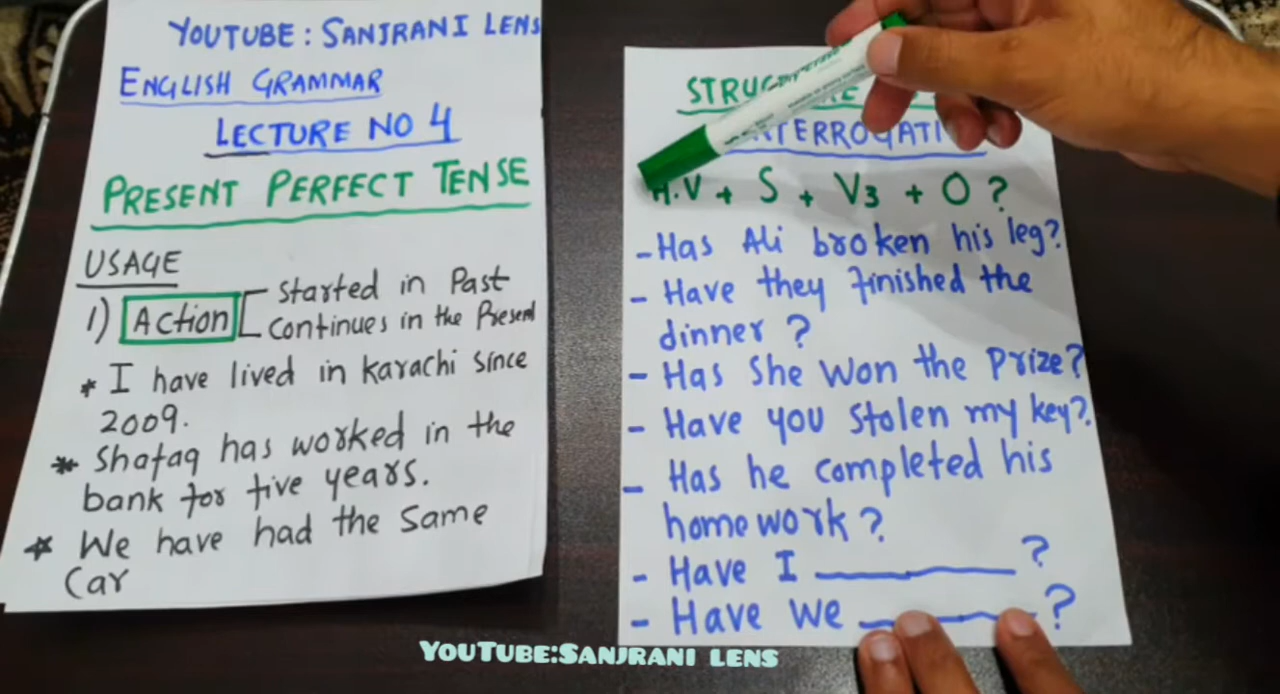 YOUTUBE: SANJRANI LENS
ENGLISH GRAMMAR
LECTURE NO 4
PRESENT PERFECT TENSE
USAGE
1) Action
Started in Past
Continues in the Present
* I have lived in Karachi since
2009.
* Shafaq has worked in the
bank for five years.
* We have had the Same
Car
H.V + S + V3 + O ?
- Has Ali broken his leg?
- Have they finished the
dinner ?
- Has She Won the Prize?
- Have you Stolen my key?
- Has he completed his
homework ?
- Have I ________ ?
- Have We ________ ?
YOUTUBE:SANJRANI LENS